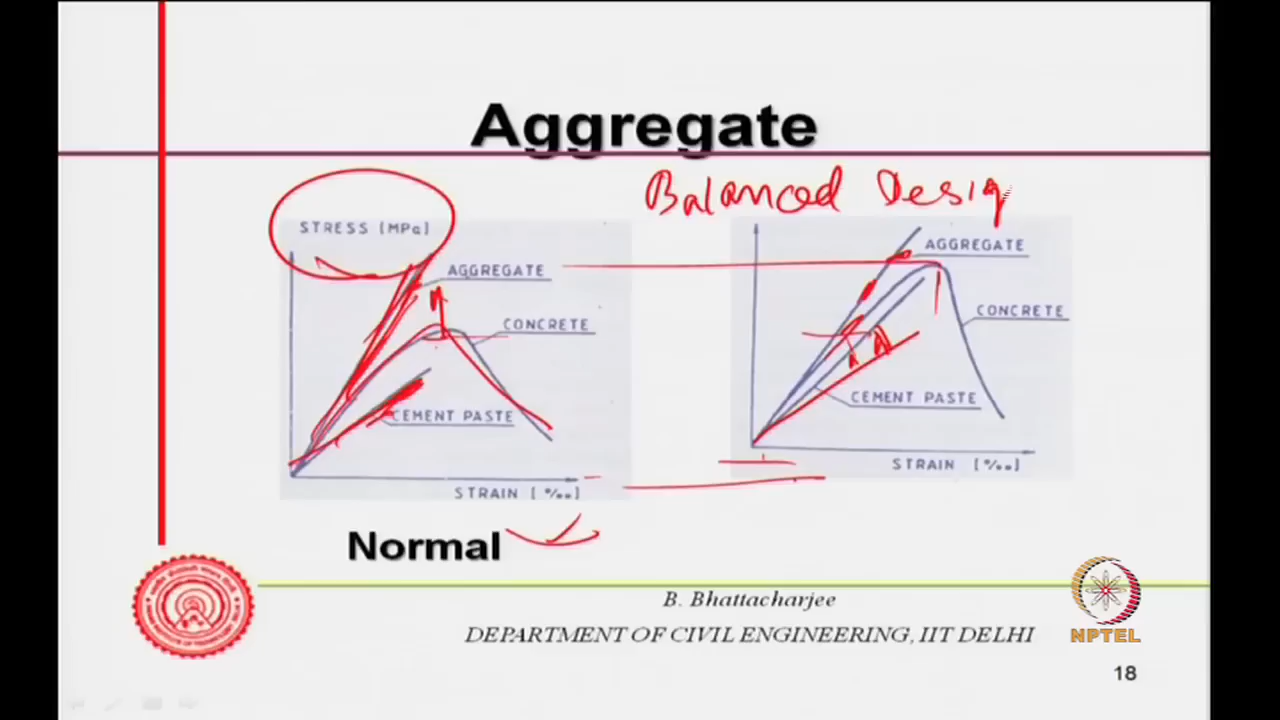 Aggregate
Balanced Desig
STRESS [MPa]
AGGREGATE
CONCRETE
CEMENT PASTE
STRAIN [‰]
AGGREGATE
CONCRETE
CEMENT PASTE
STRAIN [‰]
Normal
B. Bhattacharjee
DEPARTMENT OF CIVIL ENGINEERING, IIT DELHI
NPTEL
18